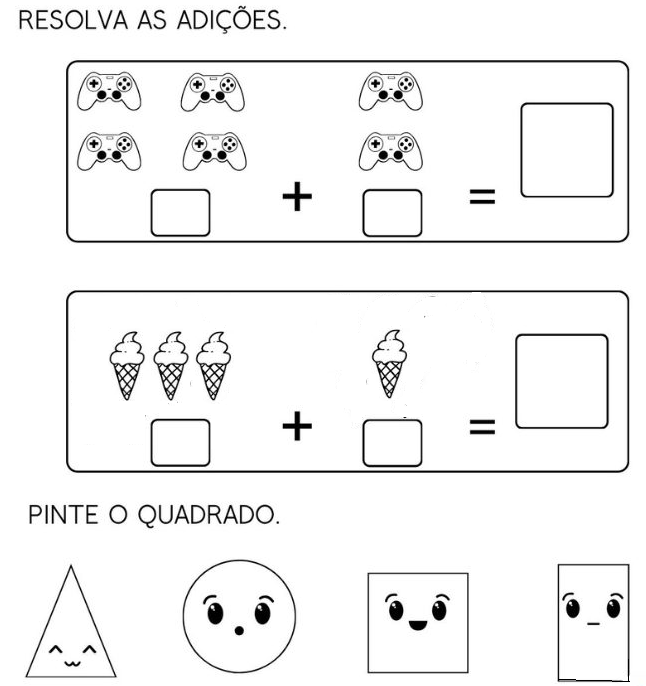 RESOLVA AS ADIÇÕES.
+ =
+ =
PINTE O QUADRADO.